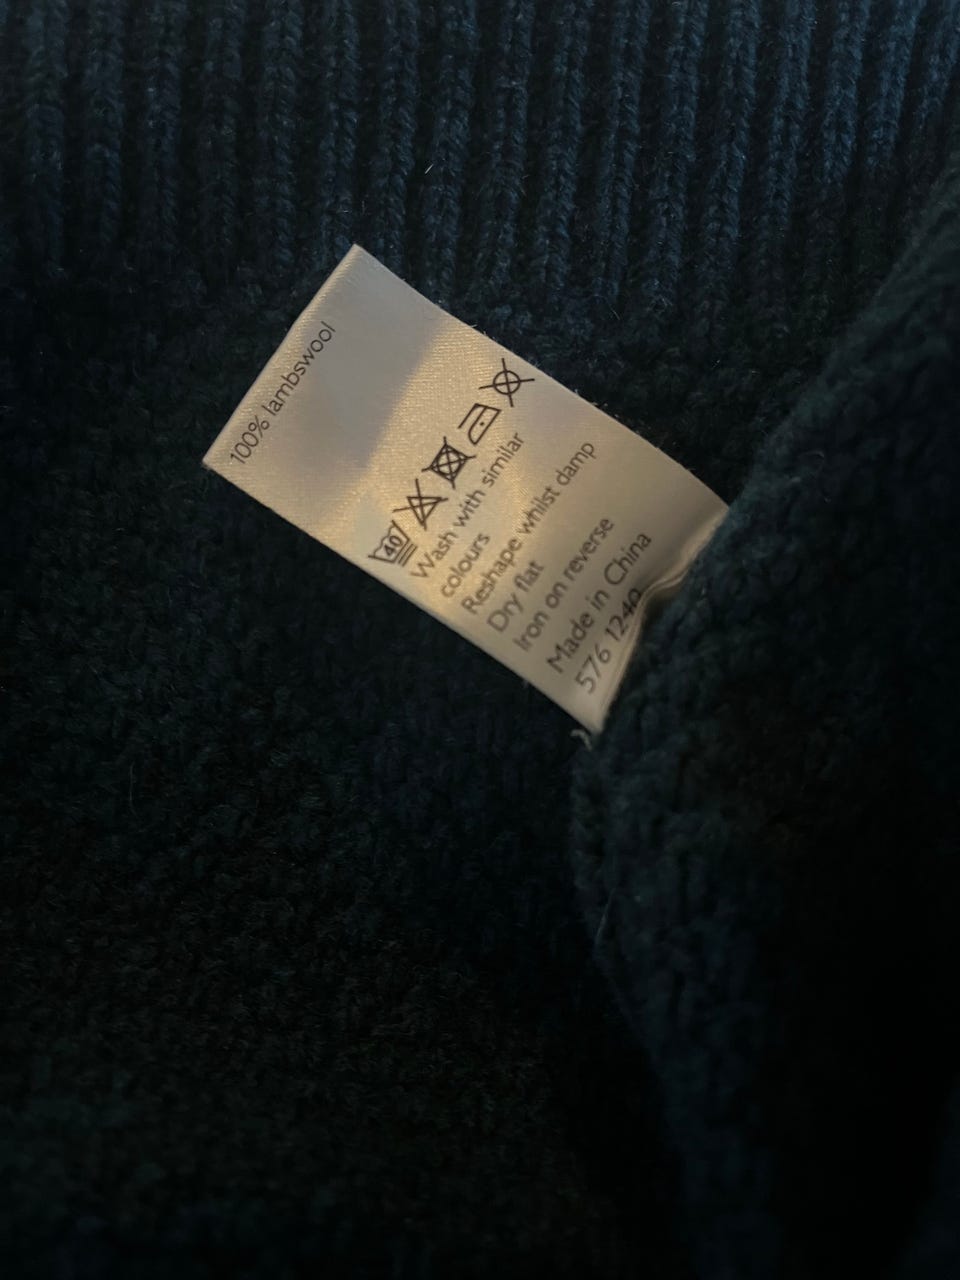 100% lambswool
40
Wash with similar
colours
Reshape whilst damp
Dry flat
Iron on reverse
Made in China
576 1240